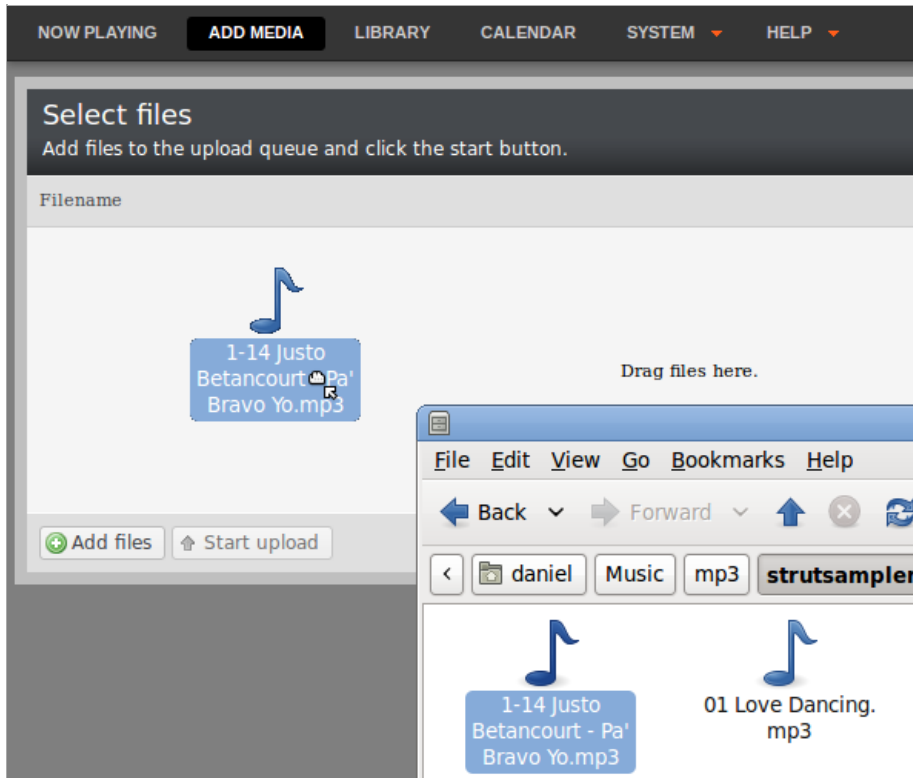 NOW PLAYING ADD MEDIA LIBRARY CALENDAR SYSTEM HELP
Select files
Add files to the upload queue and click the start button.
Filename
1-14 Justo
Betancourt - Pa'
Bravo Yo.mp3
Drag files here.
Add files Start upload
File Edit View Go Bookmarks Help
Back Forward
daniel Music mp3 strutsampler
1-14 Justo
Betancourt - Pa'
Bravo Yo.mp3
01 Love Dancing.
mp3